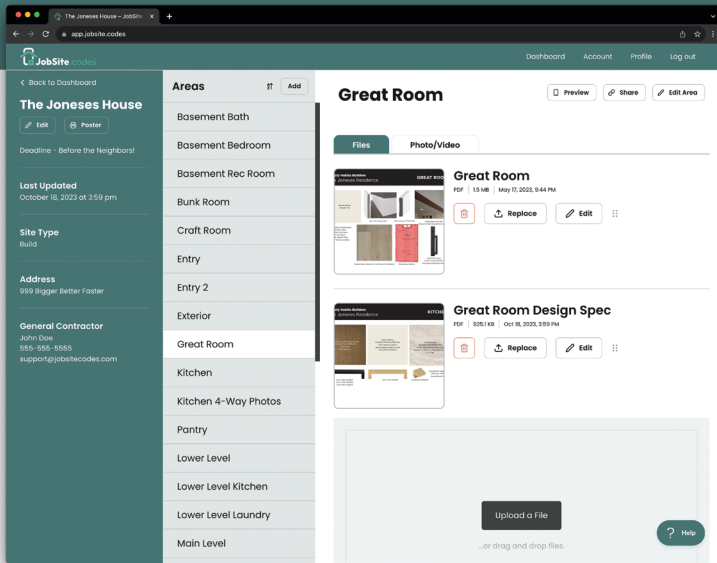 The Joneses House – JobSite
app.jobsite.codes
JobSite.codes
Dashboard Account Profile Log out
Back to Dashboard
The Joneses House
Edit Poster
Deadline - Before the Neighbors!
Last Updated
October 18, 2023 at 3:59 pm
Site Type
Build
Address
999 Bigger Better Faster
General Contractor
John Doe
555-555-5555
support@jobsitecodes.com
Areas Add
Basement Bath
Basement Bedroom
Basement Rec Room
Bunk Room
Craft Room
Entry
Entry 2
Exterior
Great Room
Kitchen
Kitchen 4-Way Photos
Pantry
Lower Level
Lower Level Kitchen
Lower Level Laundry
Main Level
Great Room
Preview Share Edit Area
Files Photo/Video
Habits Builders
Joneses Residence
GREAT ROO
Great Room
PDF 1.5 MB May 17, 2023, 9:44 PM
Replace Edit
Habits Builders
Joneses Residence
KITCHE
Great Room Design Spec
PDF 925.1 KB Oct 18, 2023, 3:59 PM
Replace Edit
Upload a File
...or drag and drop files.
? Help